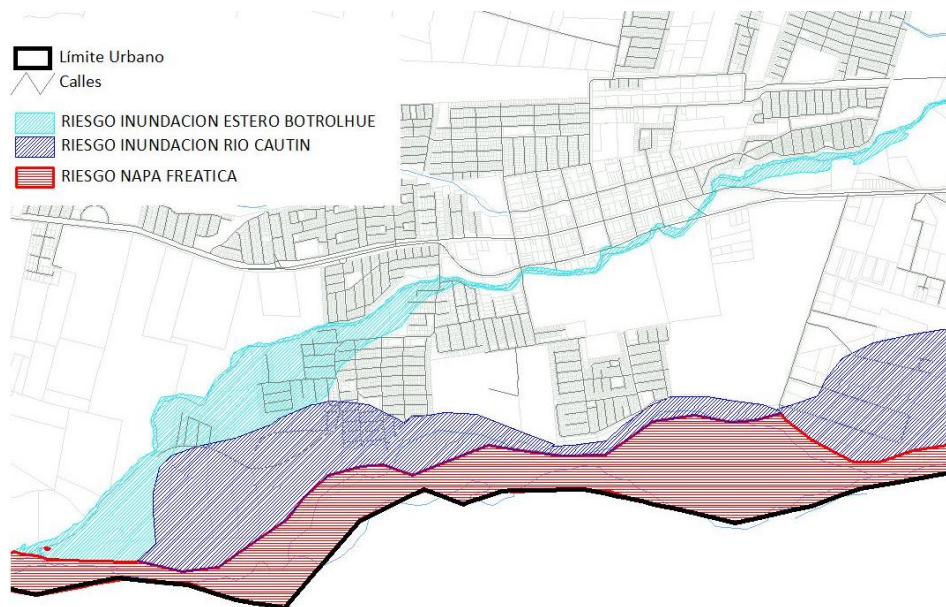 Límite Urbano
Calles
RIESGO INUNDACION ESTERO BOTROLHUE
RIESGO INUNDACION RIO CAUTIN
RIESGO NAPA FREATICA